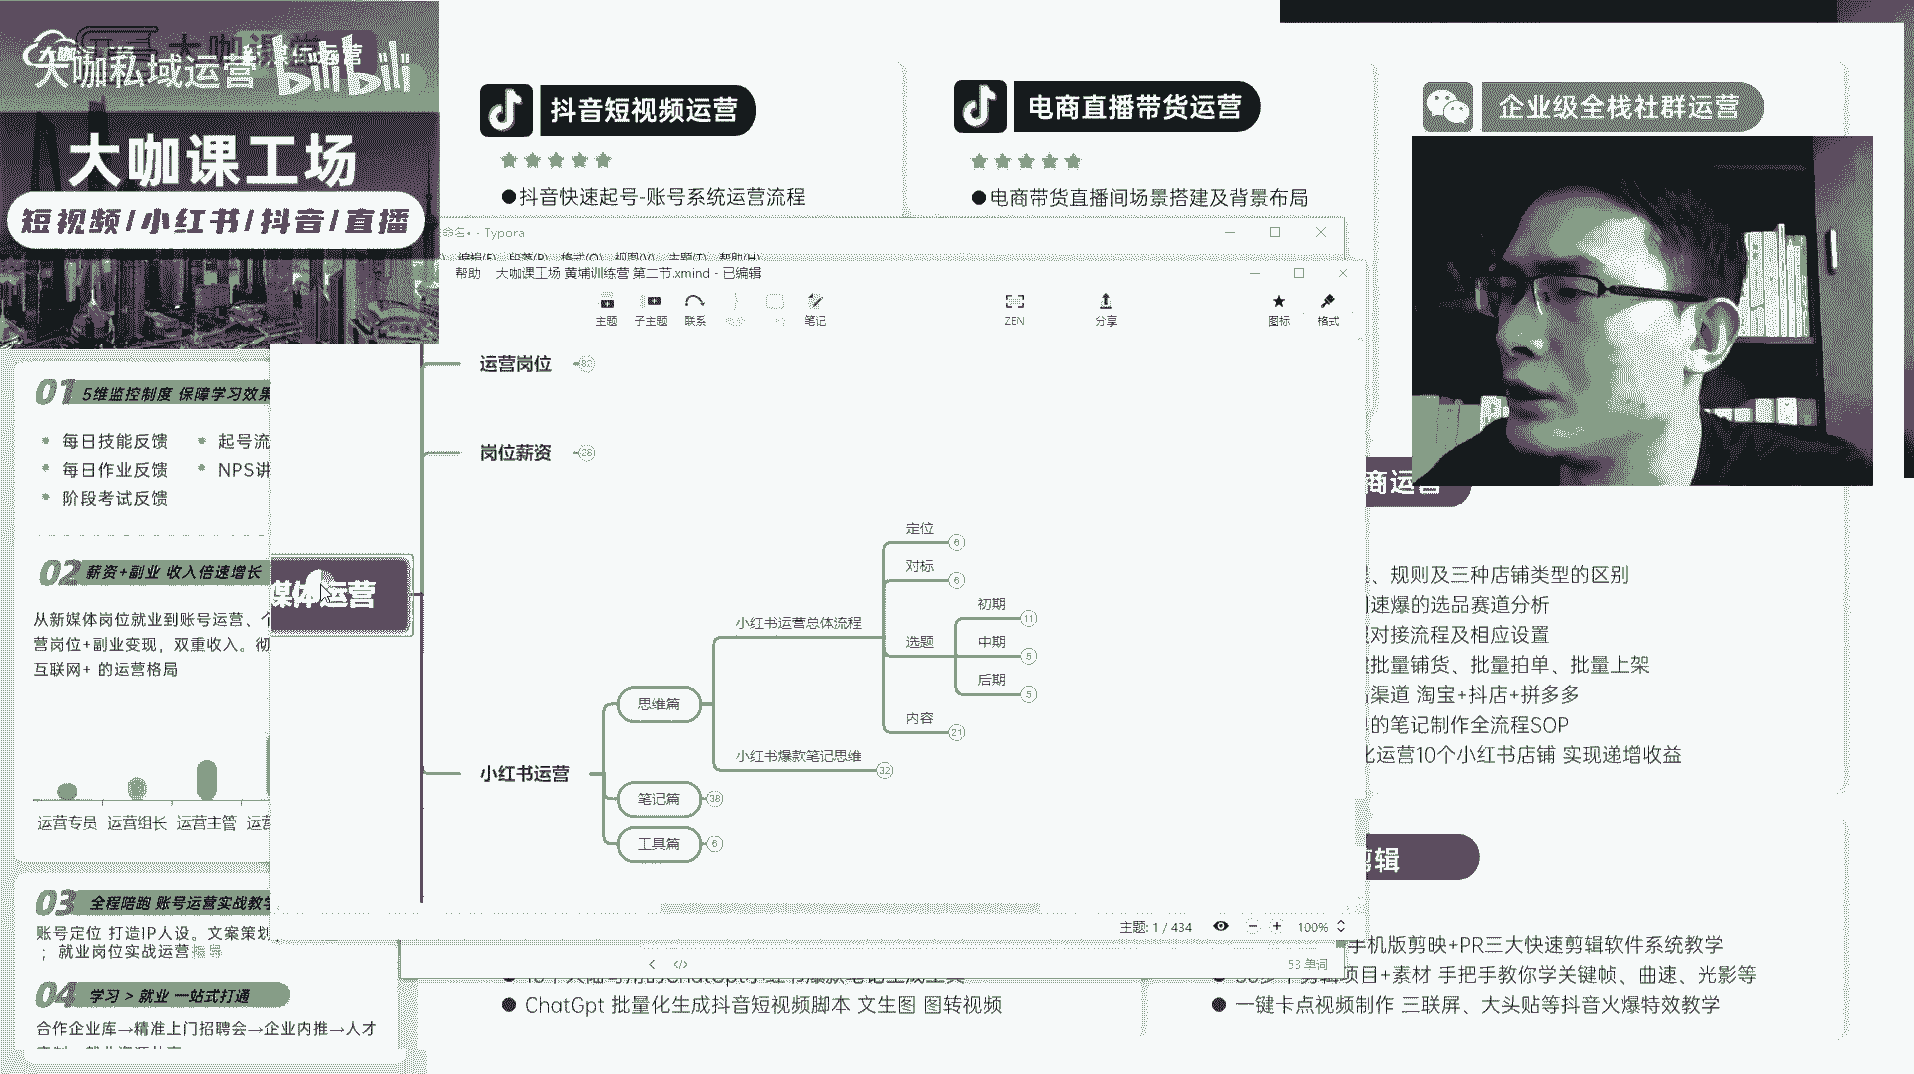 大咖私域运营 bilibili
大咖课工场
短视频/小红书/抖音/直播
抖音短视频运营
●抖音快速起号-账号系统运营流程
电商直播带货运营
●电商带货直播间场景搭建及背景布局
企业级全栈社群运营
01 5维监控制度 保障学习效果
每日技能反馈
起号流
每日作业反馈
NPS讲
阶段考试反馈
02 薪资+副业 收入倍速增长
从新媒体岗位就业到账号运营、个
营岗位+副业变现，双重收入。彻
互联网+ 的运营格局
运营专员 运营组长 运营主管 运营
03 全程陪跑 账号运营实战教学
账号定位 打造IP人设。文案策划
；就业岗位实战运营指导
04 学习 > 就业 一站式打通
合作企业库→精准上门招聘会→企业内推→人才
命名• - Typora
编辑(E) 段落(P) 格式(O) 视图(V) 主题(T) 帮助(H)
帮助 大咖课工场 黄埔训练营 第二节.xmind - 已编辑
主题 子主题 联系 笔记 ZEN 分享 图标 格式
运营岗位 82
岗位薪资 28
媒体运营
小红书运营
思维篇
小红书运营总体流程
定位 6
对标 6
选题
初期 11
中期 5
后期 5
内容 21
小红书爆款笔记思维 32
笔记篇 38
工具篇 6
主题: 1 / 434 100%
53 单词
商运营
、规则及三种店铺类型的区别
速爆的选品赛道分析
对接流程及相应设置
批量铺货、批量拍单、批量上架
渠道 淘宝+抖店+拼多多
的笔记制作全流程SOP
化运营10个小红书店铺 实现递增收益
剪辑
手机版剪映+PR三大快速剪辑软件系统教学
项目+素材 手把手教你学关键帧、曲速、光影等
● 一键卡点视频制作 三联屏、大头贴等抖音火爆特效教学
● ChatGpt 批量化生成抖音短视频脚本 文生图 图转视频